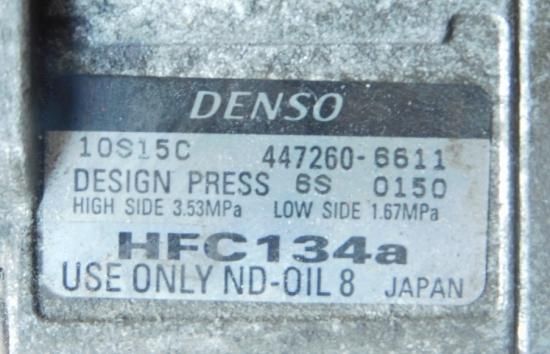 DENSO
10S15C 447260-6611
DESIGN PRESS 6S 0150
HIGH SIDE 3.53MPa LOW SIDE 1.67MPa
HFC134a
USE ONLY ND-OIL 8 JAPAN